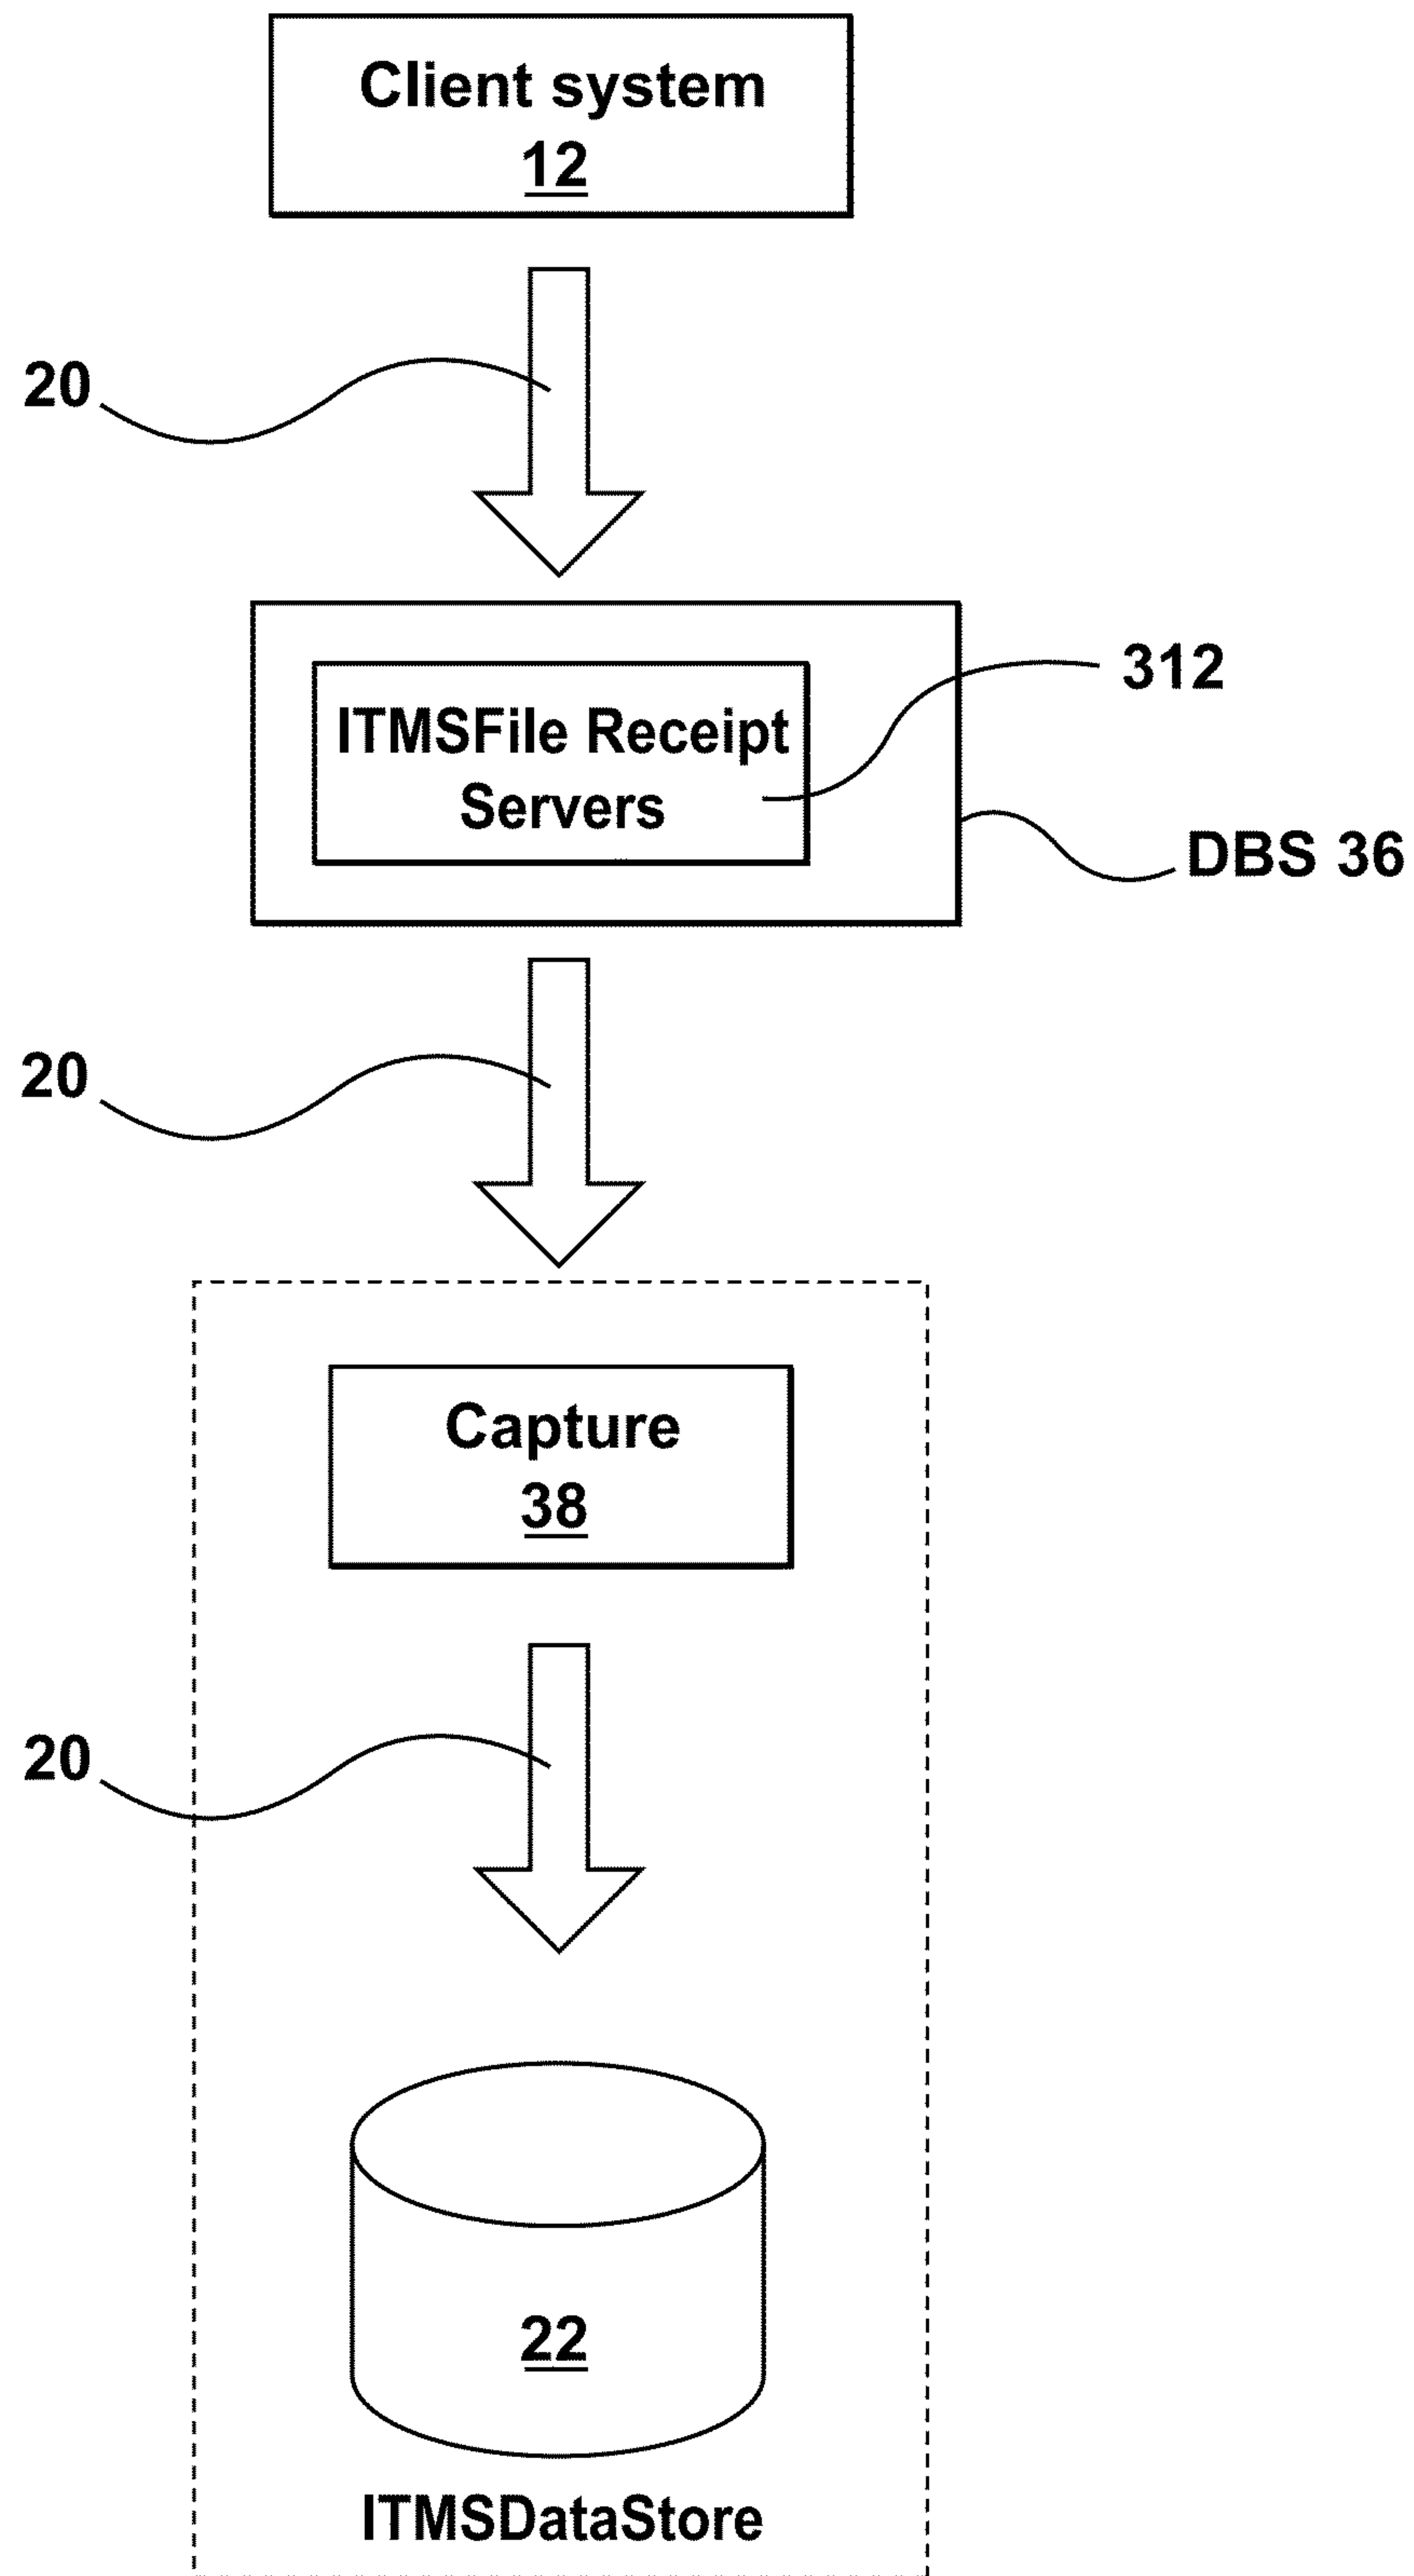 Client system
12
20
312
ITMSFile Receipt
Servers
DBS 36
20
Capture
38
20
22
ITMSDataStore